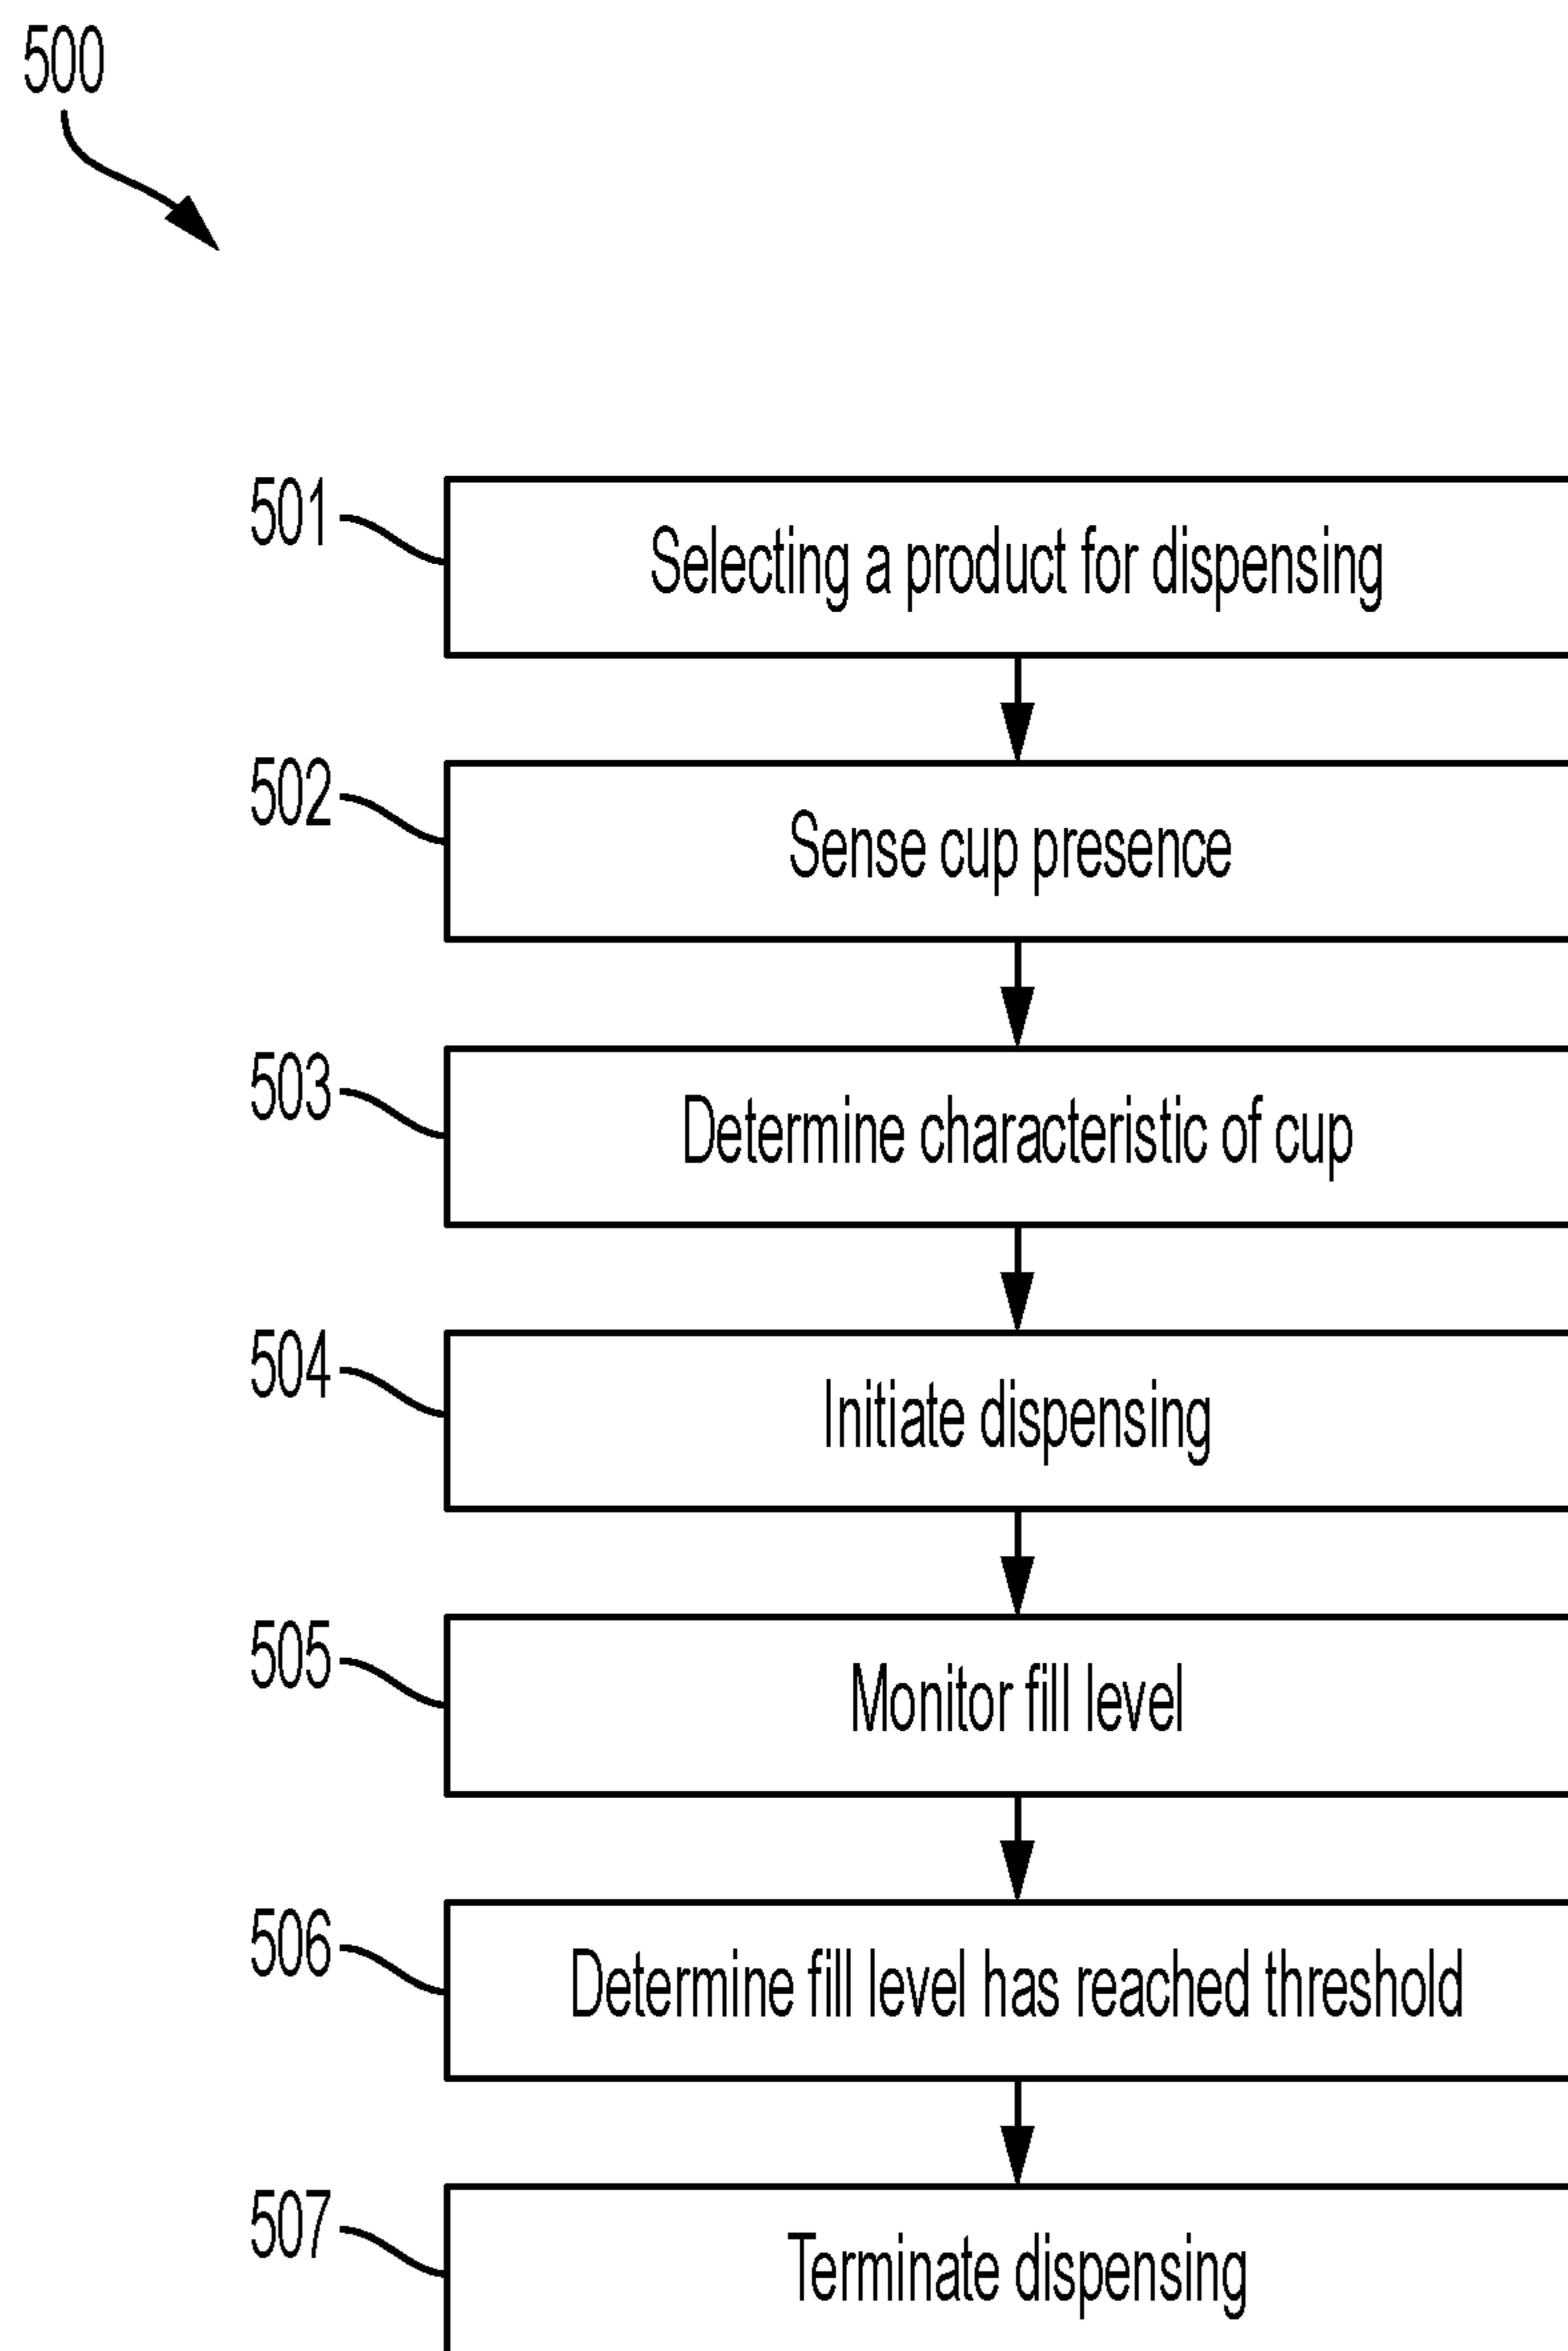 500
501 Selecting a product for dispensing
502 Sense cup presence
503 Determine characteristic of cup
504 Initiate dispensing
505 Monitor fill level
506 Determine fill level has reached threshold
507 Terminate dispensing